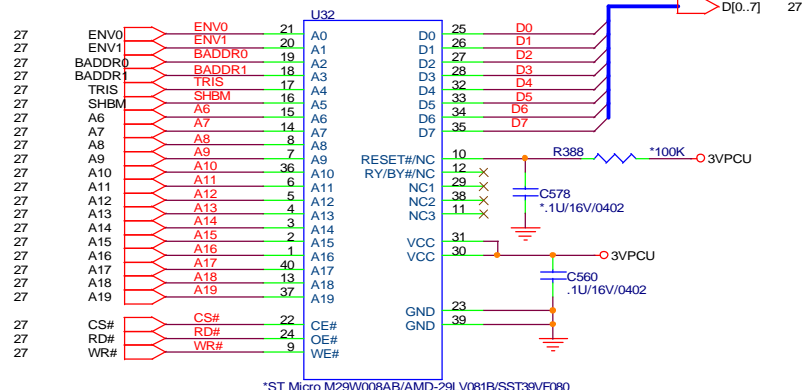 U32
D[0..7] 27
27 ENV0 ENV0 21 A0 D0 25 D0
27 ENV1 ENV1 20 A1 D1 26 D1
27 BADDR0 BADDR0 19 A2 D2 27 D2
27 BADDR1 BADDR1 18 A3 D3 28 D3
27 TRIS TRIS 17 A4 D4 32 D4
27 SHBM SHBM 16 A5 D5 33 D5
27 A6 A6 15 A6 D6 34 D6
27 A7 A7 14 A7 D7 35 D7
27 A8 A8 8 A8
27 A9 A9 7 A9 RESET#/NC 10 R388 *100K 3VPCU
27 A10 A10 36 A10 RY/BY#/NC 12
27 A11 A11 6 A11 NC1 29
27 A12 A12 5 A12 NC2 38 C578
27 A13 A13 4 A13 NC3 11 *.1U/16V/0402
27 A14 A14 3 A14
27 A15 A15 2 A15 VCC 31
27 A16 A16 1 A16 VCC 30 3VPCU
27 A17 A17 40 A17
27 A18 A18 13 A18 C560
27 A19 A19 37 A19 .1U/16V/0402
GND 23
27 CS# CS# 22 CE# GND 39
27 RD# RD# 24 OE#
27 WR# WR# 9 WE#
*ST Micro M29W008AB/AMD-29LV081B/SST39VF080